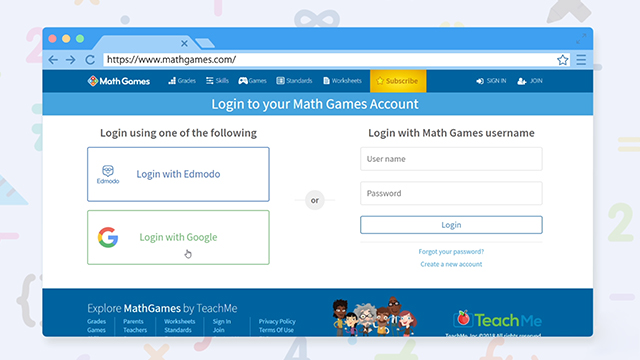 https://www.mathgames.com/
Math Games
Grades
Skills
Games
Standards
Worksheets
Subscribe
SIGN IN
JOIN
Login to your Math Games Account
Login using one of the following
Edmodo
Login with Edmodo
Login with Google
or
Login with Math Games username
User name
Password
Login
Forgot your password?
Create a new account
Explore MathGames by TeachMe
Grades Parents Worksheets Sign in Privacy Policy
Games Teachers Standards Join Terms Of Use
TeachMe
TeachMe, Inc ©2018 All rights reserved